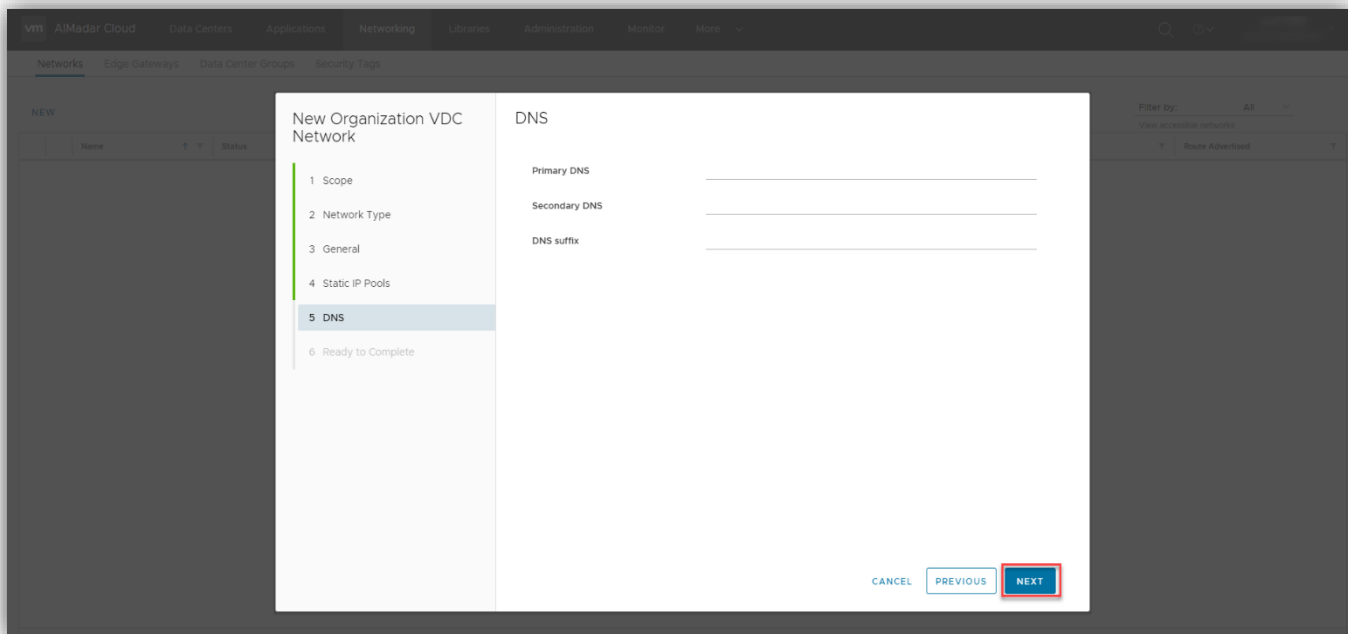 vm AlMadar Cloud Data Centers Applications Networking Libraries Administration Monitor More
Networks Edge Gateways Data Center Groups Security Tags
NEW
Filter by: All
View accessible networks
Name Status Route Advertised
New Organization VDC
Network
1 Scope
2 Network Type
3 General
4 Static IP Pools
5 DNS
6 Ready to Complete
DNS
Primary DNS
Secondary DNS
DNS suffix
CANCEL PREVIOUS NEXT